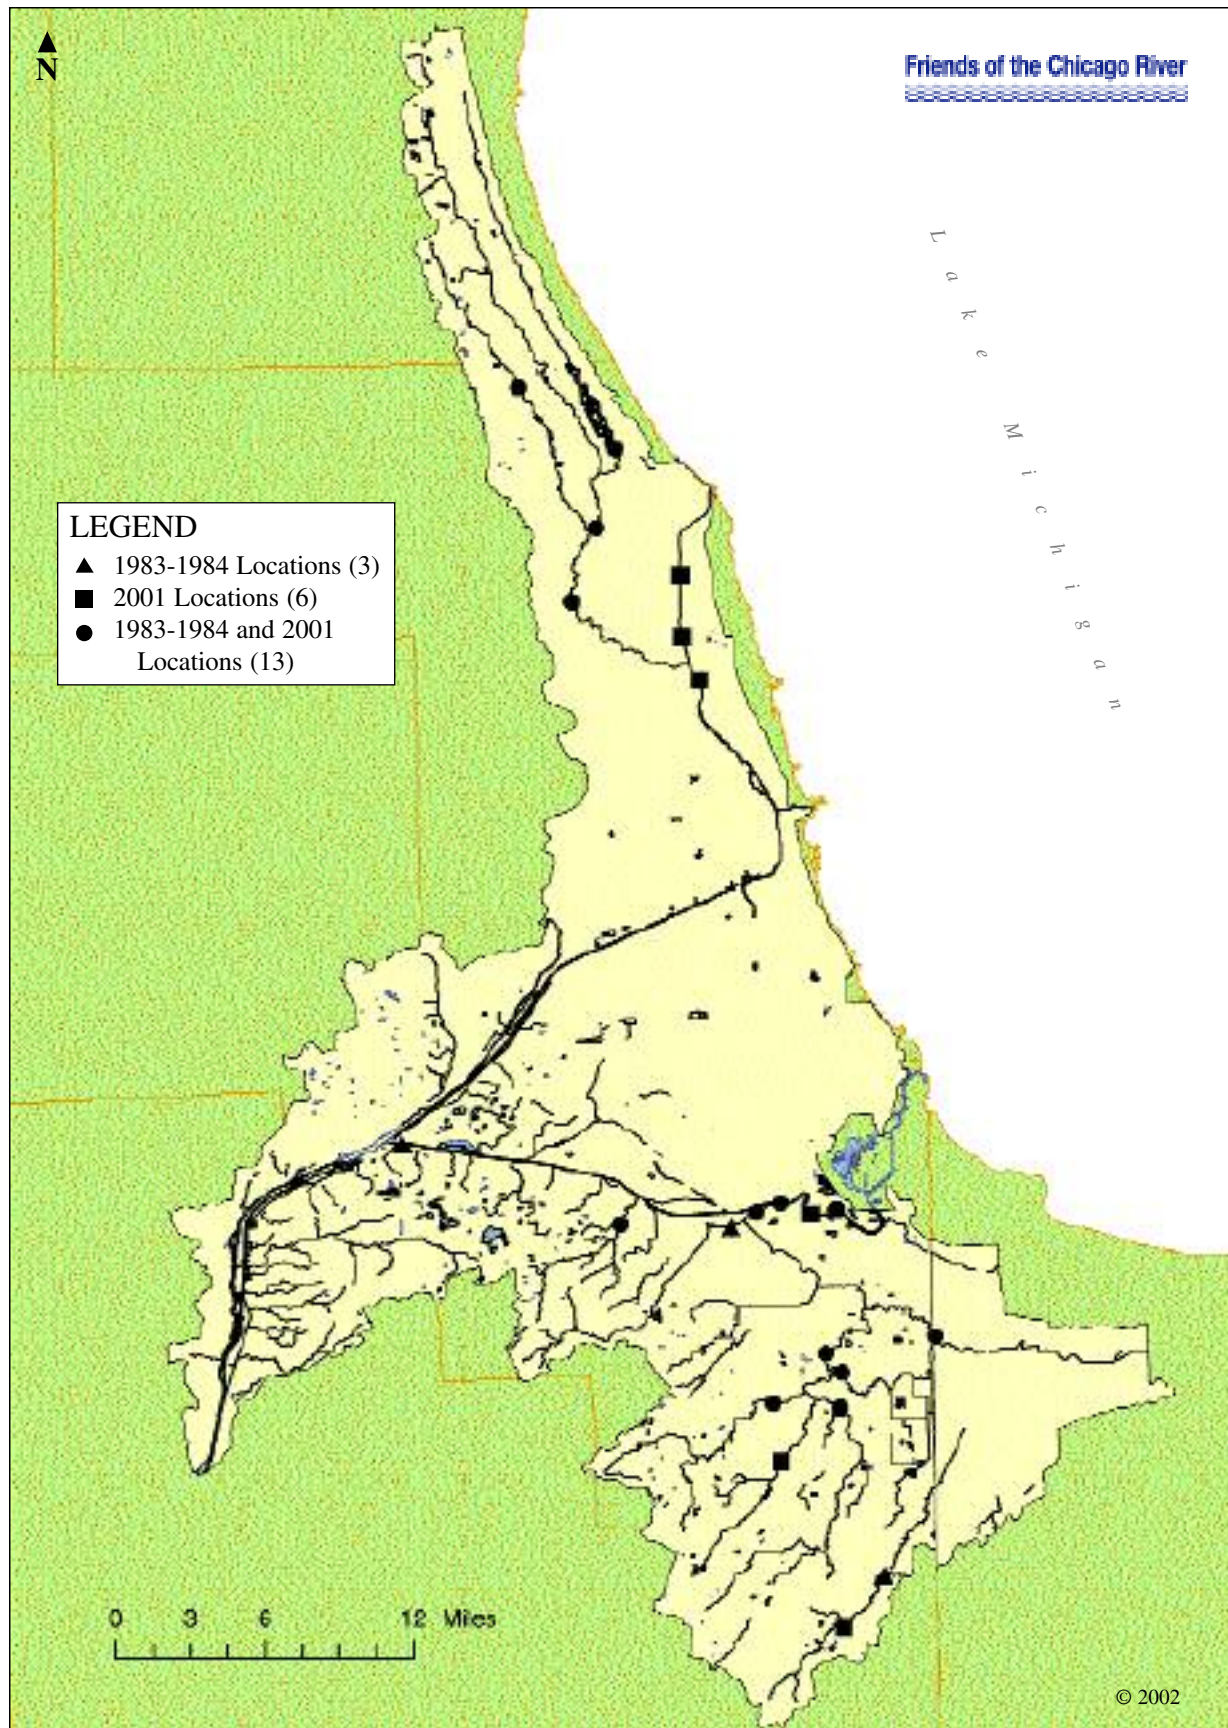 N
Friends of the Chicago River
Lake Michigan
LEGEND
1983-1984 Locations (3)
2001 Locations (6)
1983-1984 and 2001
Locations (13)
0 3 6 12 Miles
© 2002